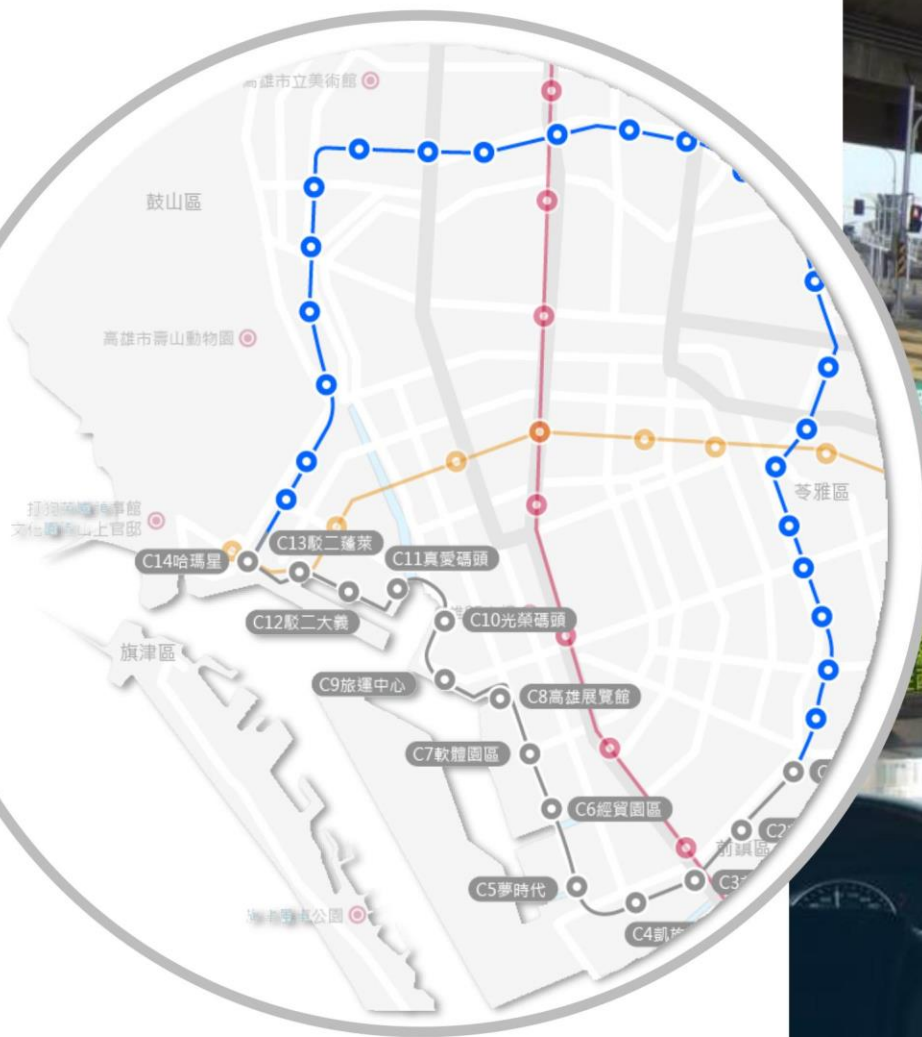 高雄市立美術館
鼓山區
高雄市壽山動物園
苓雅區
C14哈瑪星
C13駁二蓬萊
C11真愛碼頭
C12駁二大義
C10光榮碼頭
旗津區
C9旅運中心
C8高雄展覽館
C7軟體園區
C6經貿園區
前鎮區
C5夢時代
C4凱旋